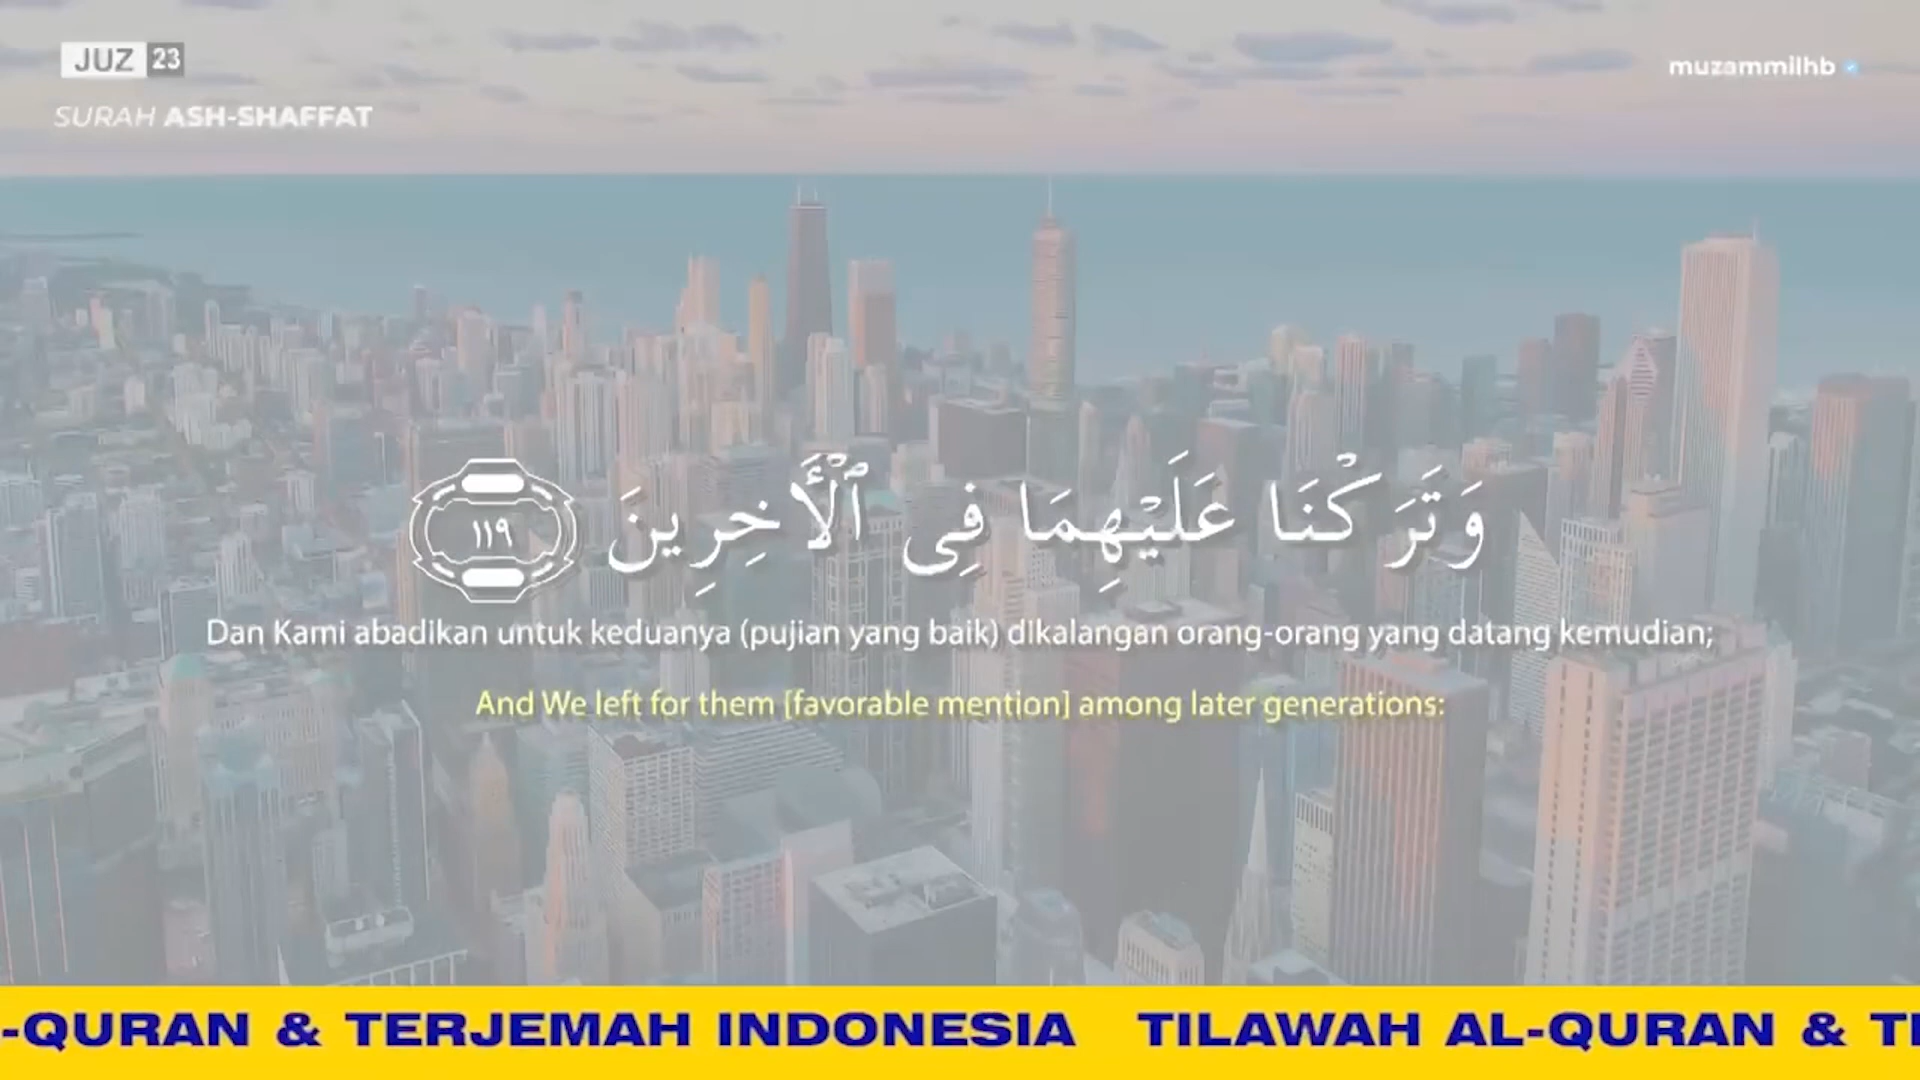 JUZ 23
muzammilhb
SURAH ASH-SHAFFAT
وَتَرَكْنَا عَلَيْهِمَا فِى ٱلْأَخِرِينَ ١١٩
Dan Kami abadikan untuk keduanya (pujian yang baik) dikalangan orang-orang yang datang kemudian;
And We left for them [favorable mention] among later generations:
-QURAN & TERJEMAH INDONESIA TILAWAH AL-QURAN &